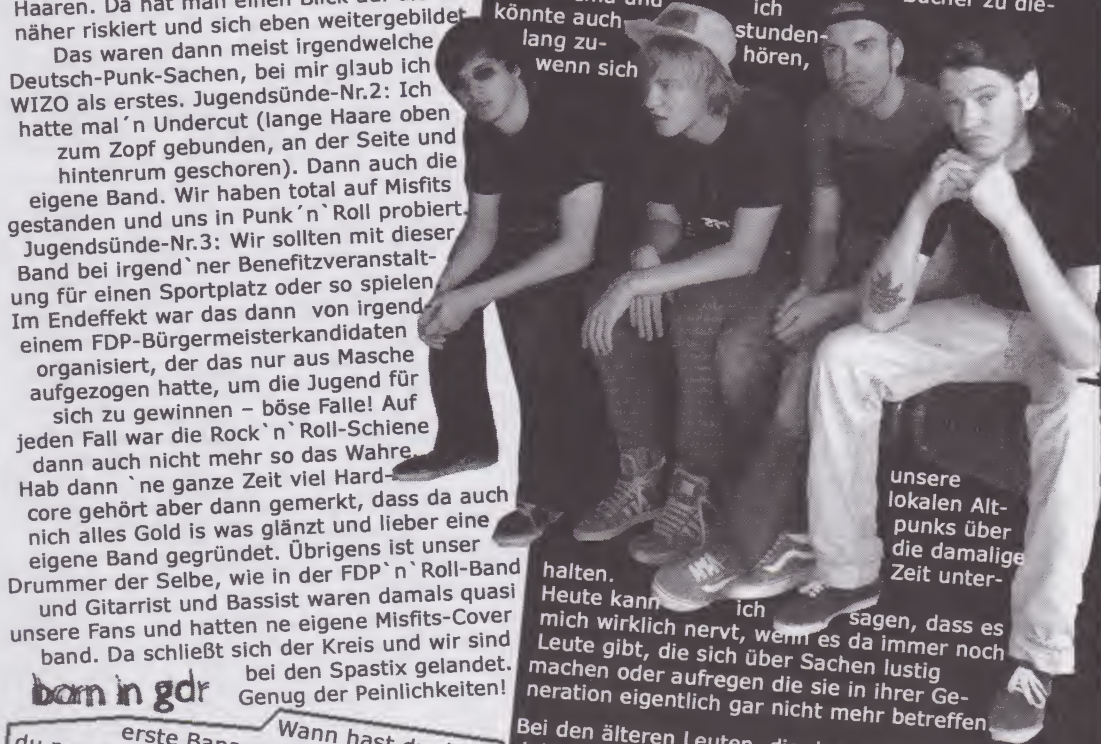 Haaren. Da hat man einen Blick auf die
näher riskiert und sich eben weitergebildet
Das waren dann meist irgendwelche
Deutsch-Punk-Sachen, bei mir glaub ich
WIZO als erstes. Jugendsünde-Nr.2: Ich
hatte mal´n Undercut (lange Haare oben
zum Zopf gebunden, an der Seite und
hintenrum geschoren). Dann auch die
eigene Band. Wir haben total auf Misfits
gestanden und uns in Punk´n`Roll probiert.
Jugendsünde-Nr.3: Wir sollten mit dieser
Band bei irgend`ner Benefitzveranstalt-
ung für einen Sportplatz oder so spielen
Im Endeffekt war das dann von irgend
einem FDP-Bürgermeisterkandidaten
organisiert, der das nur aus Masche
aufgezogen hatte, um die Jugend für
sich zu gewinnen – böse Falle! Auf
jeden Fall war die Rock`n`Roll-Schiene
dann auch nicht mehr so das Wahre.
Hab dann `ne ganze Zeit viel Hard-
core gehört aber dann gemerkt, dass da auch
nich alles Gold is was glänzt und lieber eine
eigene Band gegründet. Übrigens ist unser
Drummer der Selbe, wie in der FDP`n`Roll-Band
und Gitarrist und Bassist waren damals quasi
unsere Fans und hatten ne eigene Misfits-Cover
band. Da schließt sich der Kreis und wir sind
bei den Spastix gelandet.
Genug der Peinlichkeiten!
born in gdr
erste Band
Wann hast du
und
könnte auch ich
lang zu- stunden-
wenn sich hören,
zu die-
unsere
lokalen Alt-
punks über
die damalige
Zeit unter-
halten.
Heute kann ich sagen, dass es
mich wirklich nervt, wenn es da immer noch
Leute gibt, die sich über Sachen lustig
machen oder aufregen die sie in ihrer Ge-
neration eigentlich gar nicht mehr betreffen.
Bei den älteren Leuten, die